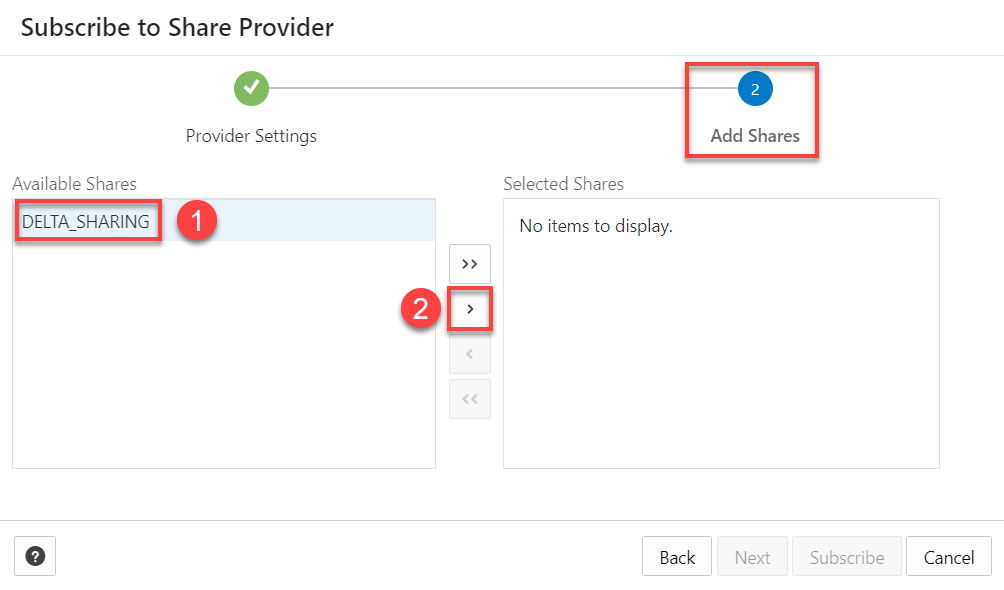 Subscribe to Share Provider
2
Provider Settings
Add Shares
Available Shares
Selected Shares
DELTA_SHARING
1
No items to display.
>>
2
>
<
<<
?
Back
Next
Subscribe
Cancel